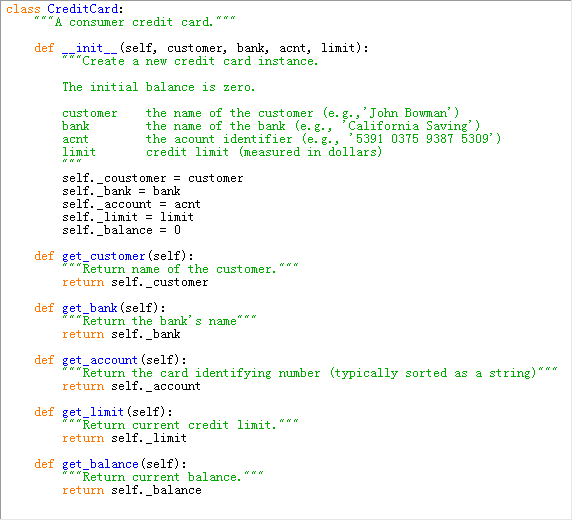 class CreditCard:
    """A consumer credit card."""

    def __init__(self, customer, bank, acnt, limit):
        """Create a new credit card instance.

        The initial balance is zero.

        customer    the name of the customer (e.g.,'John Bowman')
        bank        the name of the bank (e.g., 'California Saving')
        acnt        the acount identifier (e.g., '5391 0375 9387 5309')
        limit       credit limit (measured in dollars)
        """
        self._coustomer = customer
        self._bank = bank
        self._account = acnt
        self._limit = limit
        self._balance = 0

    def get_customer(self):
        """Return name of the customer."""
        return self._customer

    def get_bank(self):
        """Return the bank's name"""
        return self._bank

    def get_account(self):
        """Return the card identifying number (typically sorted as a string)"""
        return self._account

    def get_limit(self):
        """Return current credit limit."""
        return self._limit

    def get_balance(self):
        """Return current balance."""
        return self._balance